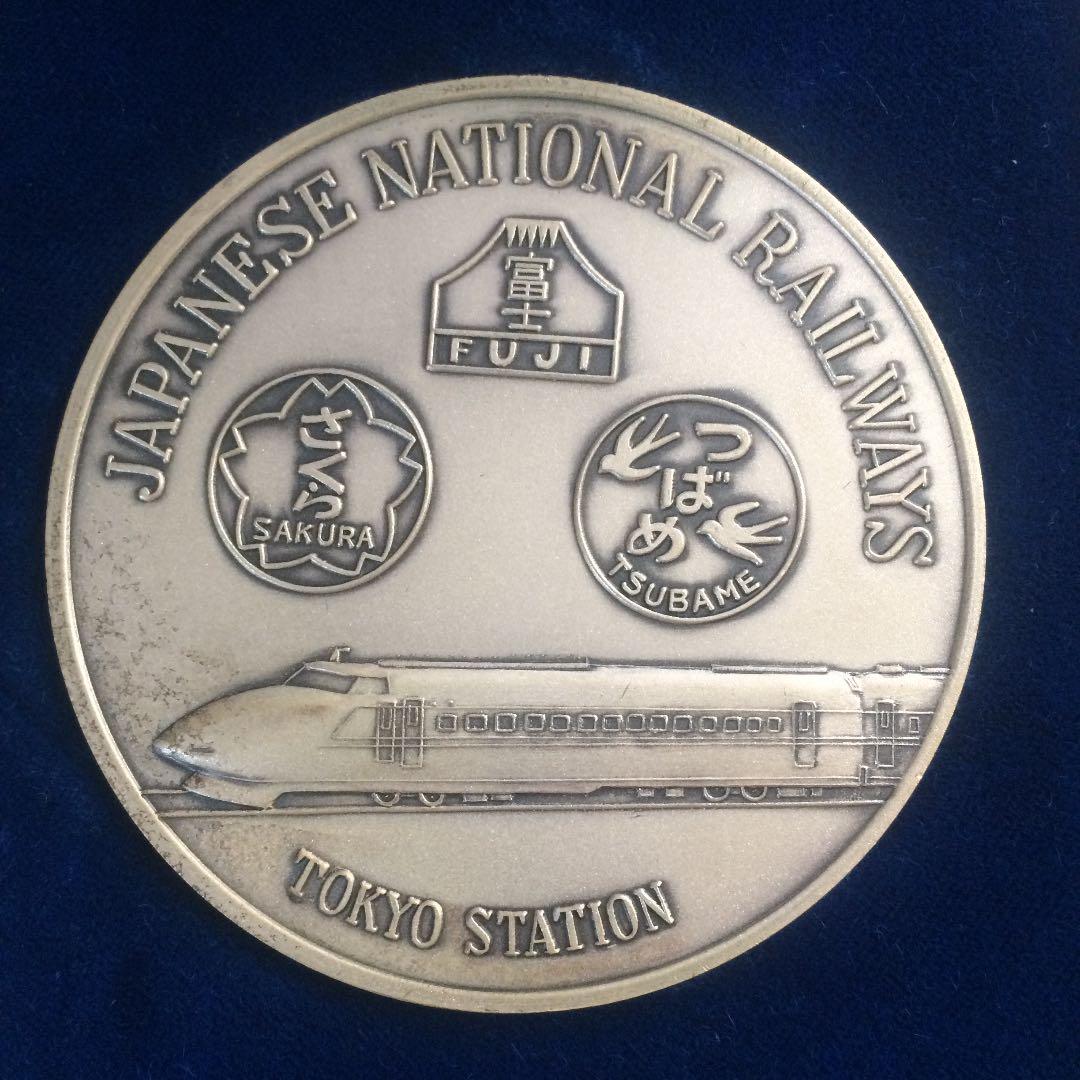 JAPANESE NATIONAL RAILWAYS
富士
FUJI
さくら
SAKURA
つばめ
TSUBAME
TOKYO STATION